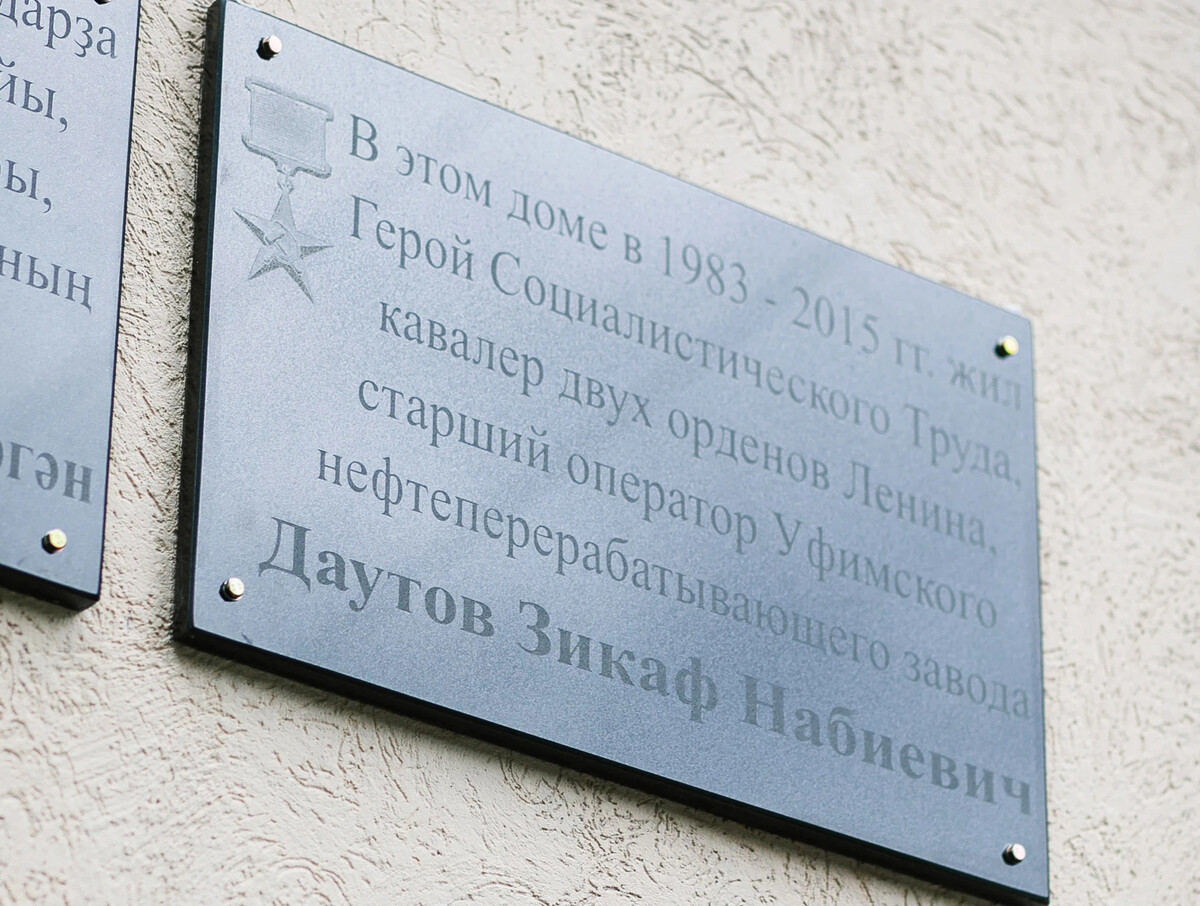 йы,
В этом доме в 1983 - 2015 гг. жил
Герой Социалистического Труда,
кавалер двух орденов Ленина,
старший оператор Уфимского
нефтеперерабатывающего завода
Даутов Зикаф Набиевич